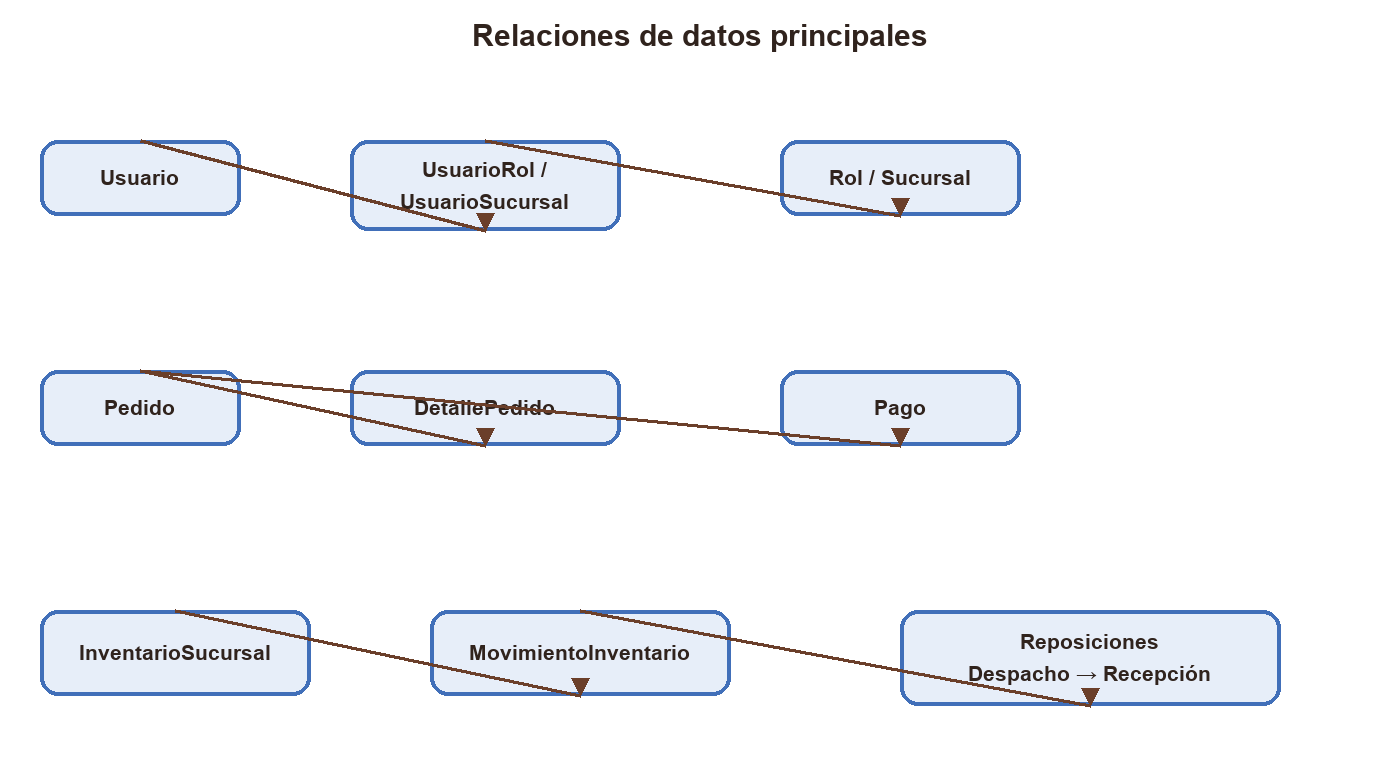 Relaciones de datos principales
Usuario
UsuarioRol /
UsuarioSucursal
Rol / Sucursal
Pedido
DetallePedido
Pago
InventarioSucursal
MovimientoInventario
Reposiciones
Despacho → Recepción